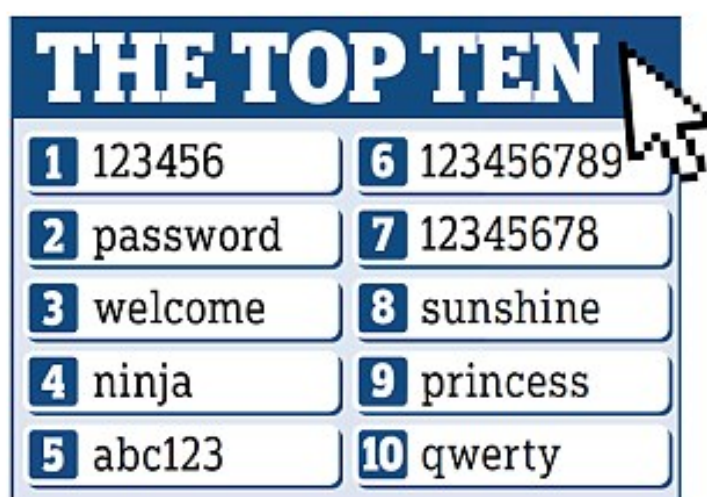 THE TOP TEN
1 123456
2 password
3 welcome
4 ninja
5 abc123
6 123456789
7 12345678
8 sunshine
9 princess
10 qwerty